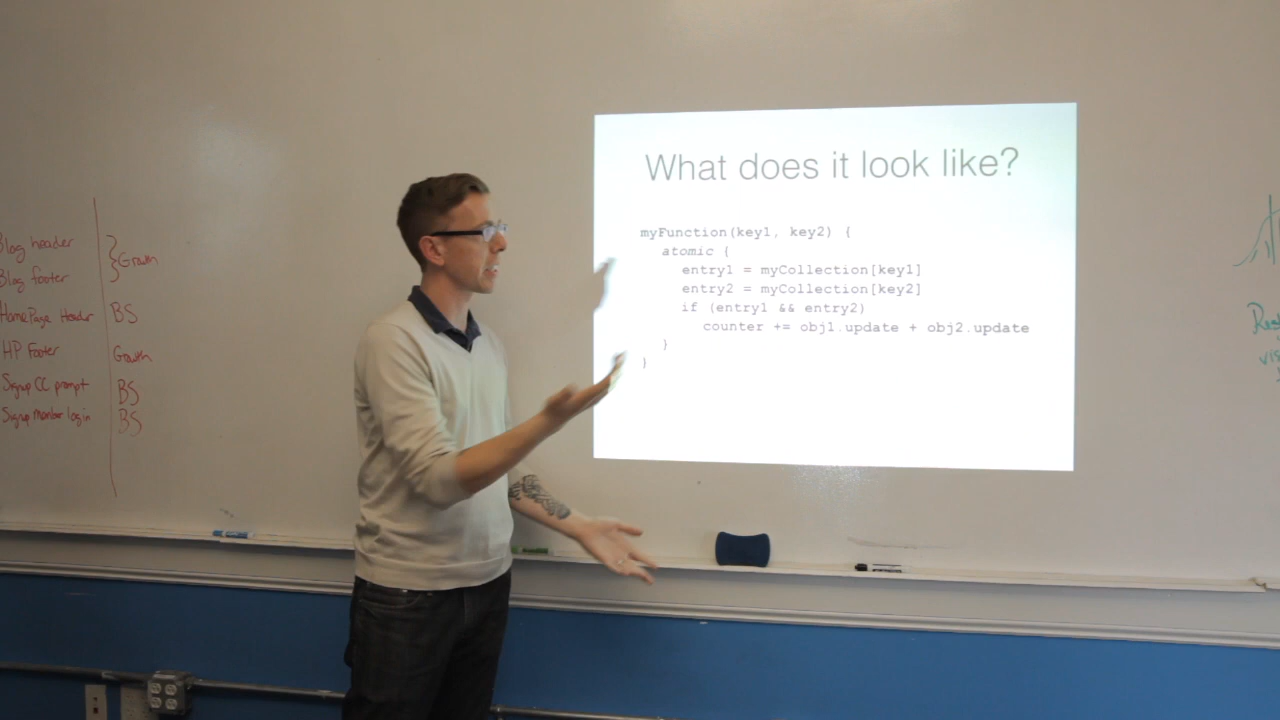 Blog header
Blog footer
Growth
HomePage Header BS
HP Footer Growth
Signup CC prompt BS
Signup Member login BS
What does it look like?
myFunction(key1, key2) {
atomic {
entry1 = myCollection[key1]
entry2 = myCollection[key2]
if (entry1 && entry2)
counter += obj1.update + obj2.update
}
}